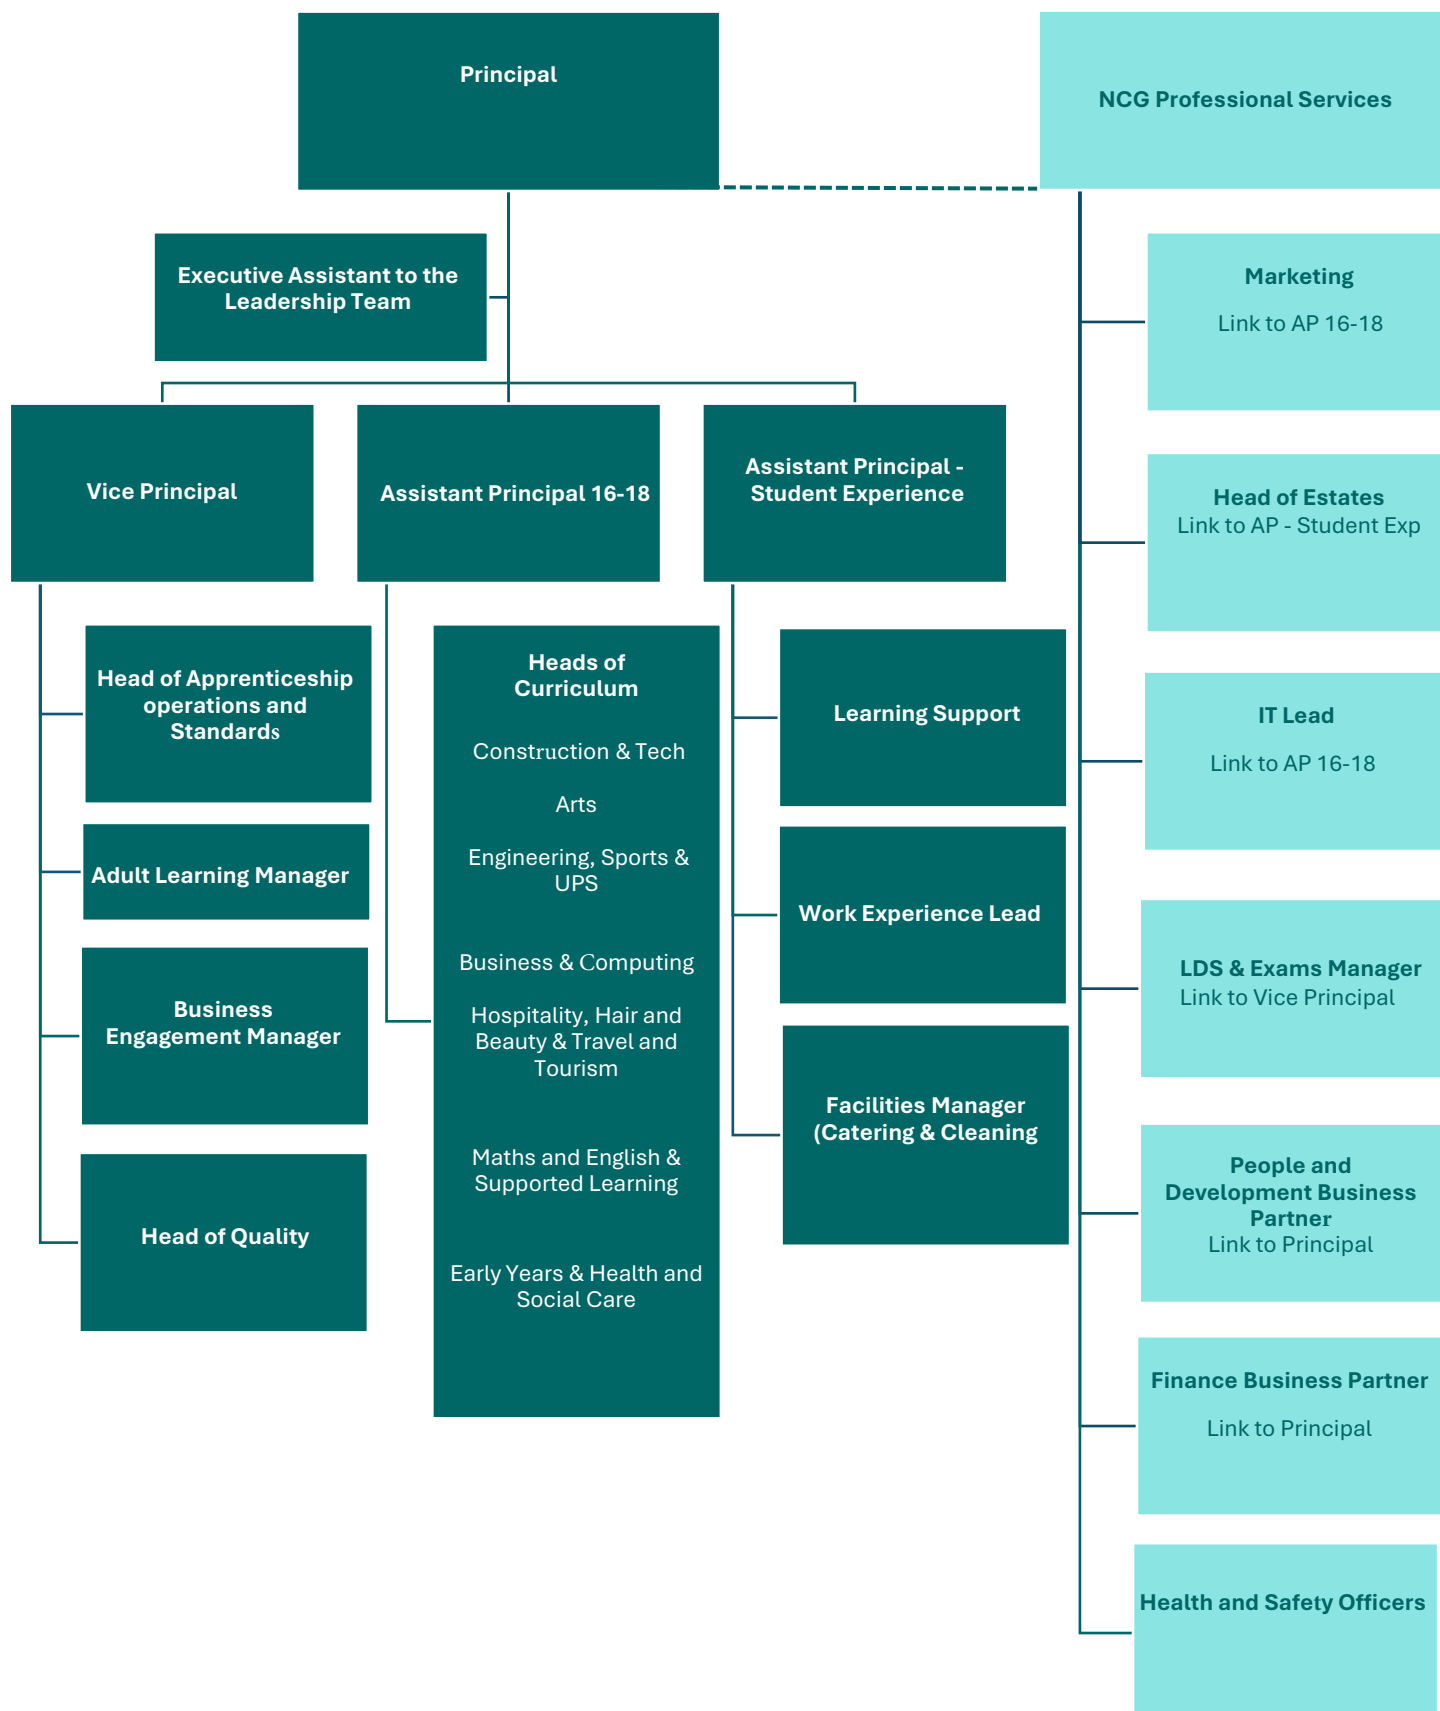 Principal
NCG Professional Services
Executive Assistant to the
Leadership Team
Marketing
Link to AP 16-18
Vice Principal
Assistant Principal 16-18
Assistant Principal -
Student Experience
Head of Estates
Link to AP - Student Exp
Head of Apprenticeship
operations and
Standards
Adult Learning Manager
Business
Engagement Manager
Head of Quality
Heads of
Curriculum
Construction & Tech
Arts
Engineering, Sports &
UPS
Business & Computing
Hospitality, Hair and
Beauty & Travel and
Tourism
Maths and English &
Supported Learning
Early Years & Health and
Social Care
Learning Support
Work Experience Lead
Facilities Manager
(Catering & Cleaning
IT Lead
Link to AP 16-18
LDS & Exams Manager
Link to Vice Principal
People and
Development Business
Partner
Link to Principal
Finance Business Partner
Link to Principal
Health and Safety Officers